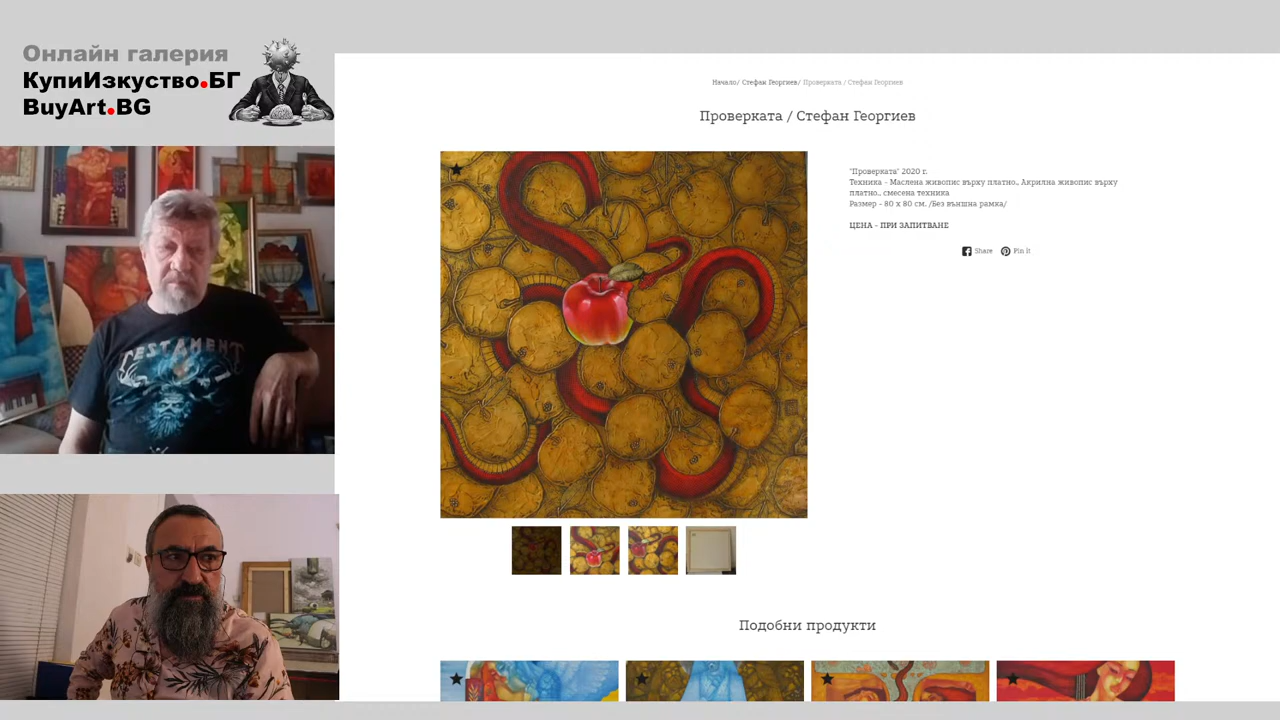 Онлайн галерия
КупиИзкуство.БГ
BuyArt.BG
Начало/ Стефан Георгиев/ Проверката / Стефан Георгиев
Проверката / Стефан Георгиев
"Проверката" 2020 г.
Техника - Маслена живопис върху платно., Акрилна живопис върху
платно., смесена техника
Размер - 80 х 80 см. /Без външна рамка/
ЦЕНА - ПРИ ЗАПИТВАНЕ
Share Pin it
TESTAMENT
Подобни продукти